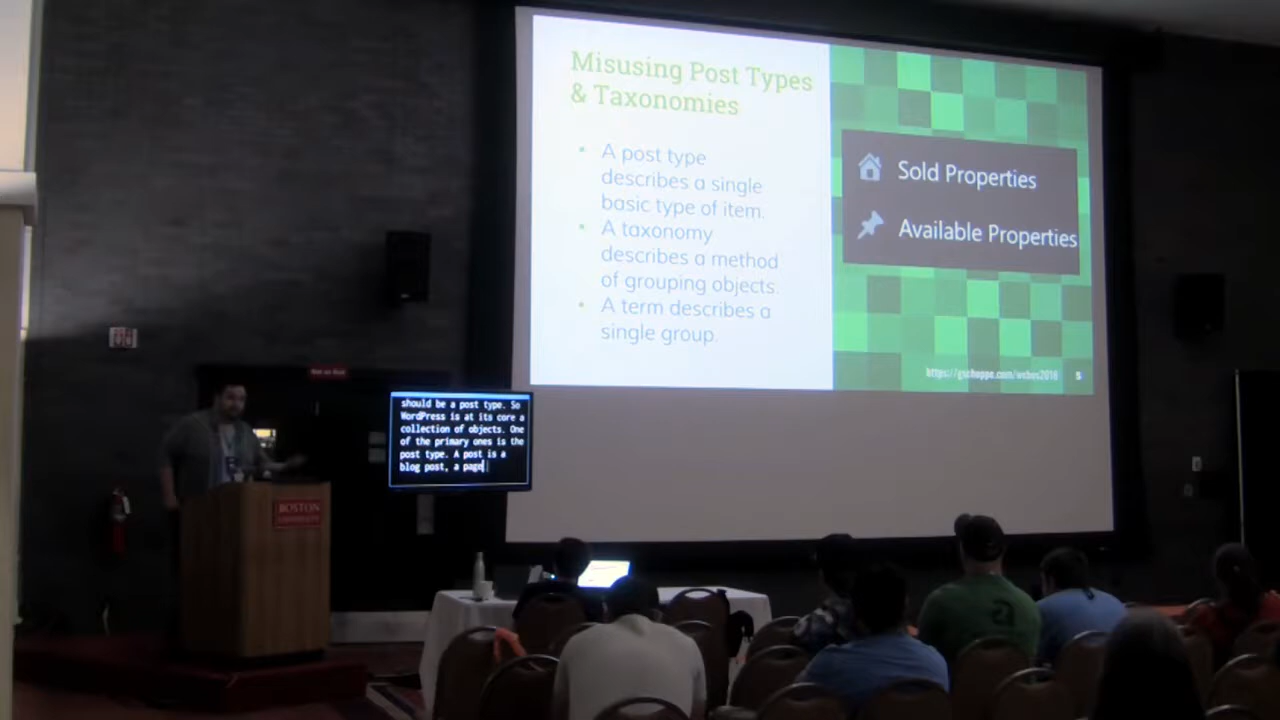 Misusing Post Types
& Taxonomies
• A post type
describes a single
basic type of item.
• A taxonomy
describes a method
of grouping objects.
• A term describes a
single group.
Sold Properties
Available Properties
https://gschoppe.com/wcbos2016
5
should be a post type. So
WordPress is at its core a
collection of objects. One
of the primary ones is the
post type. A post is a
blog post, a page
BOSTON
UNIVERSITY